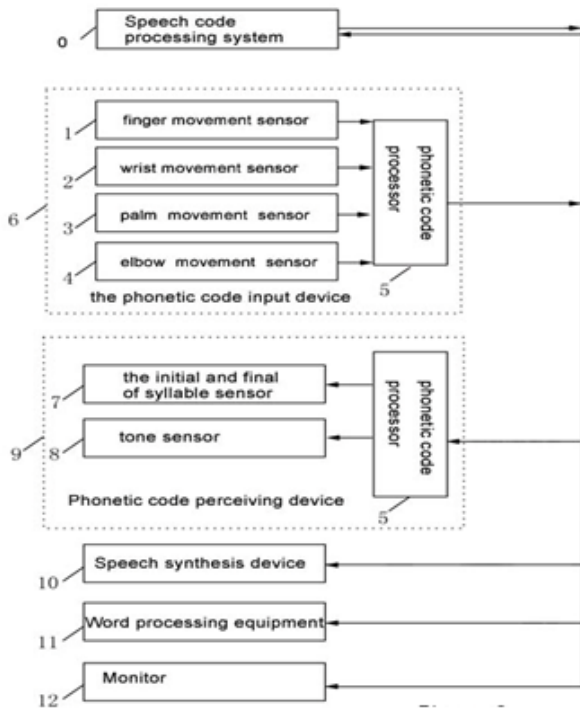 Speech code
processing system
0
finger movement sensor
1
wrist movement sensor
2
palm movement sensor
3
elbow movement sensor
4
phonetic code
processor
5
6
the phonetic code input device
the initial and final
of syllable sensor
7
tone sensor
8
phonetic code
processor
5
9
Phonetic code perceiving device
Speech synthesis device
10
Word processing equipment
11
Monitor
12